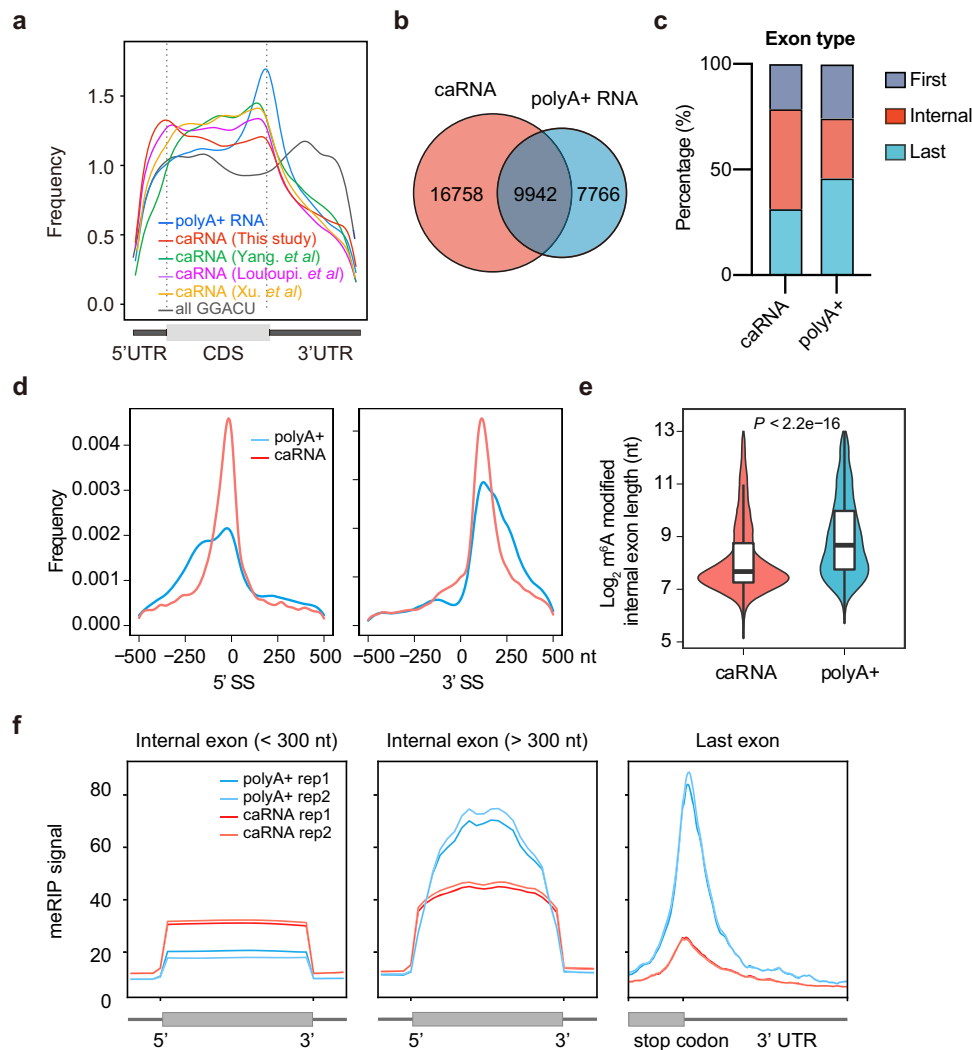 a
Frequency
1.5
1.0
0.5
0.0
polyA+ RNA
caRNA (This study)
caRNA (Yang. et al)
caRNA (Louloupi. et al)
caRNA (Xu. et al)
all GGACU
5'UTR CDS 3'UTR
b
caRNA polyA+ RNA
16758 9942 7766
c
Exon type
Percentage (%)
100
50
0
First
Internal
Last
caRNA polyA+
d
Frequency
0.004
0.003
0.002
0.001
0.000
polyA+
caRNA
−500 −250 0 250 500
5' SS
−500 −250 0 250 500 nt
3' SS
e
Log2 m6A modified
internal exon length (nt)
13
11
9
7
5
P < 2.2e−16
caRNA polyA+
f
meRIP signal
80
60
40
20
0
Internal exon (< 300 nt)
polyA+ rep1
polyA+ rep2
caRNA rep1
caRNA rep2
5' 3'
Internal exon (> 300 nt)
5' 3'
Last exon
stop codon 3' UTR